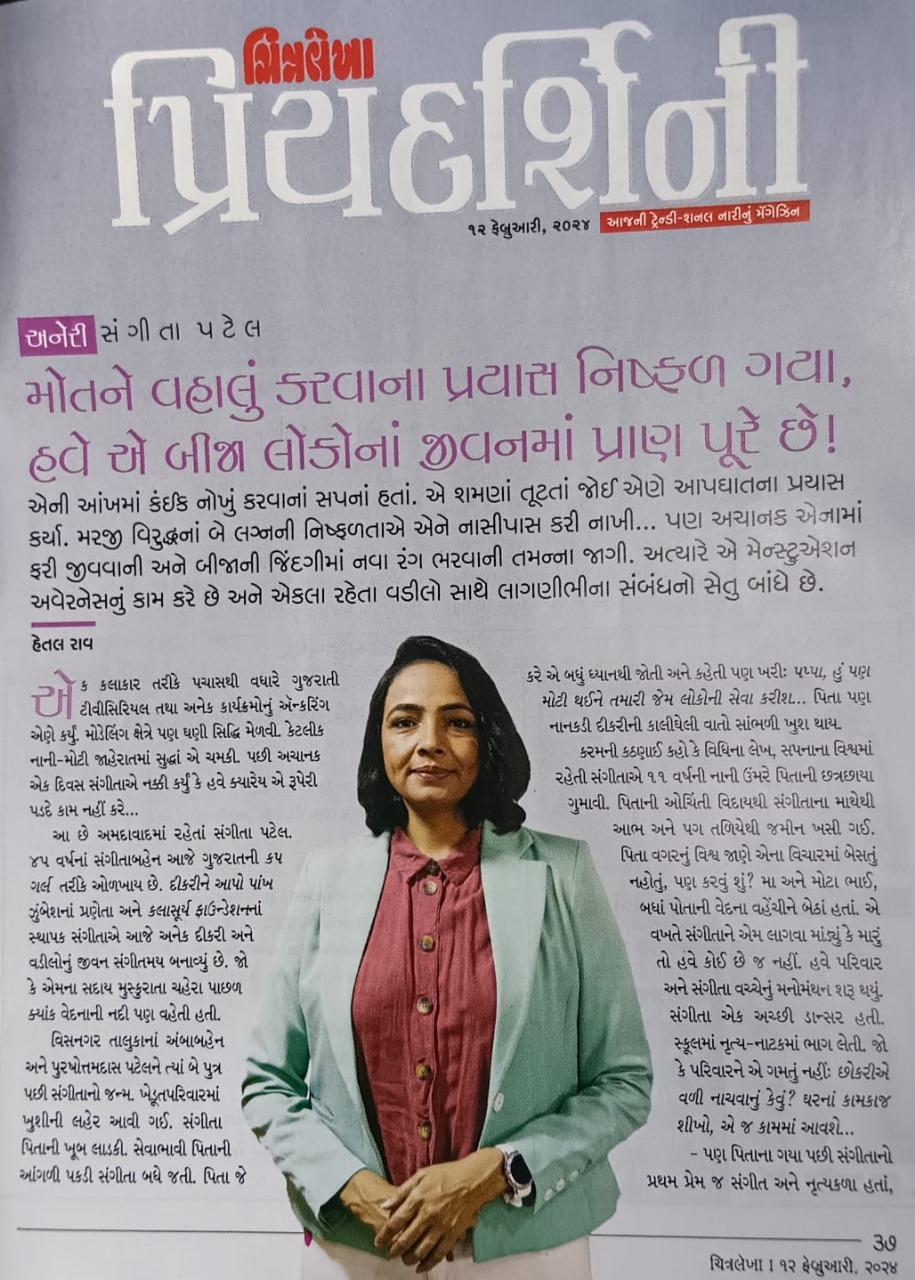 ચિત્રલેખા
પ્રિયદર્શિની
૧૨ ફેબ્રુઆરી, ૨૦૨૪ આજની ટ્રેન્ડી-શનલ નારીનું મૅગેઝિન
અનેરી સંગીતા પટેલ
મોતને વહાલું કરવાના પ્રયાસ નિષ્ફળ ગયા,
હવે એ બીજા લોકોનાં જીવનમાં પ્રાણ પૂરે છે!
એની આંખમાં કંઈક નોખું કરવાનાં સપનાં હતાં. એ શમણાં તૂટતાં જોઈ એણે આપઘાતના પ્રયાસ
કર્યા. મરજી વિરુદ્ધનાં બે લગ્નની નિષ્ફળતાએ એને નાસીપાસ કરી નાખી... પણ અચાનક એનામાં
ફરી જીવવાની અને બીજાની જિંદગીમાં નવા રંગ ભરવાની તમન્ના જાગી. અત્યારે એ મેન્સ્ટ્રુએશન
અવેરનેસનું કામ કરે છે અને એકલા રહેતા વડીલો સાથે લાગણીભીના સંબંધનો સેતુ બાંધે છે.
હેતલ રાવ
એક કલાકાર તરીકે પચાસથી વધારે ગુજરાતી
ટીવીસિરિયલ તથા અનેક કાર્યક્રમોનું ઍન્કરિંગ
એણે કર્યું. મોડેલિંગ ક્ષેત્રે પણ ઘણી સિદ્ધિ મેળવી. કેટલીક
નાની-મોટી જાહેરાતમાં સુદ્ધાં એ ચમકી. પછી અચાનક
એક દિવસ સંગીતાએ નક્કી કર્યું કે હવે ક્યારેય એ રૂપેરી
પડદે કામ નહીં કરે...
આ છે અમદાવાદમાં રહેતાં સંગીતા પટેલ.
૪૫ વર્ષનાં સંગીતાબહેન આજે ગુજરાતની કપ
ગર્લ તરીકે ઓળખાય છે. દીકરીને આપો પાંખ
ઝુંબેશનાં પ્રણેતા અને કલાસૂર્ય ફાઉન્ડેશનનાં
સ્થાપક સંગીતાએ આજે અનેક દીકરી અને
વડીલોનું જીવન સંગીતમય બનાવ્યું છે. જો
કે એમના સદાય મુસ્કુરાતા ચહેરા પાછળ
ક્યાંક વેદનાની નદી પણ વહેતી હતી.
વિસનગર તાલુકાનાં અંબાબહેન
અને પુરષોત્તમદાસ પટેલને ત્યાં બે પુત્ર
પછી સંગીતાનો જન્મ. ખેડૂતપરિવારમાં
ખુશીની લહેર આવી ગઈ. સંગીતા
પિતાની ખૂબ લાડકી. સેવાભાવી પિતાની
આંગળી પકડી સંગીતા બધે જતી. પિતા જે
કરે એ બધું ધ્યાનથી જોતી અને કહેતી પણ ખરી: પપ્પા, હું પણ
મોટી થઈને તમારી જેમ લોકોની સેવા કરીશ... પિતા પણ
નાનકડી દીકરીની કાલીઘેલી વાતો સાંભળી ખુશ થાય.
કરમની કઠણાઈ કહો કે વિધિના લેખ, સપનાના વિશ્વમાં
રહેતી સંગીતાએ ૧૧ વર્ષની નાની ઉંમરે પિતાની છત્રછાયા
ગુમાવી. પિતાની ઓચિંતી વિદાયથી સંગીતાના માથેથી
આભ અને પગ તળિયેથી જમીન ખસી ગઈ.
પિતા વગરનું વિશ્વ જાણે એના વિચારમાં બેસતું
નહોતું, પણ કરવું શું? મા અને મોટા ભાઈ,
બધાં પોતાની વેદના વહેંચીને બેઠાં હતાં. એ
વખતે સંગીતાને એમ લાગવા માંડ્યું કે મારું
તો હવે કોઈ છે જ નહીં. હવે પરિવાર
અને સંગીતા વચ્ચેનું મનોમંથન શરૂ થયું.
સંગીતા એક અચ્છી ડાન્સર હતી.
સ્કૂલમાં નૃત્ય-નાટકમાં ભાગ લેતી. જો
કે પરિવારને એ ગમતું નહીં: છોકરીએ
વળી નાચવાનું કેવું? ઘરનાં કામકાજ
શીખો, એ જ કામમાં આવશે...
- પણ પિતાના ગયા પછી સંગીતાનો
પ્રથમ પ્રેમ જ સંગીત અને નૃત્યકળા હતાં,
૩૭
ચિત્રલેખા । ૧૨ ફેબ્રુઆરી, ૨૦૨૪